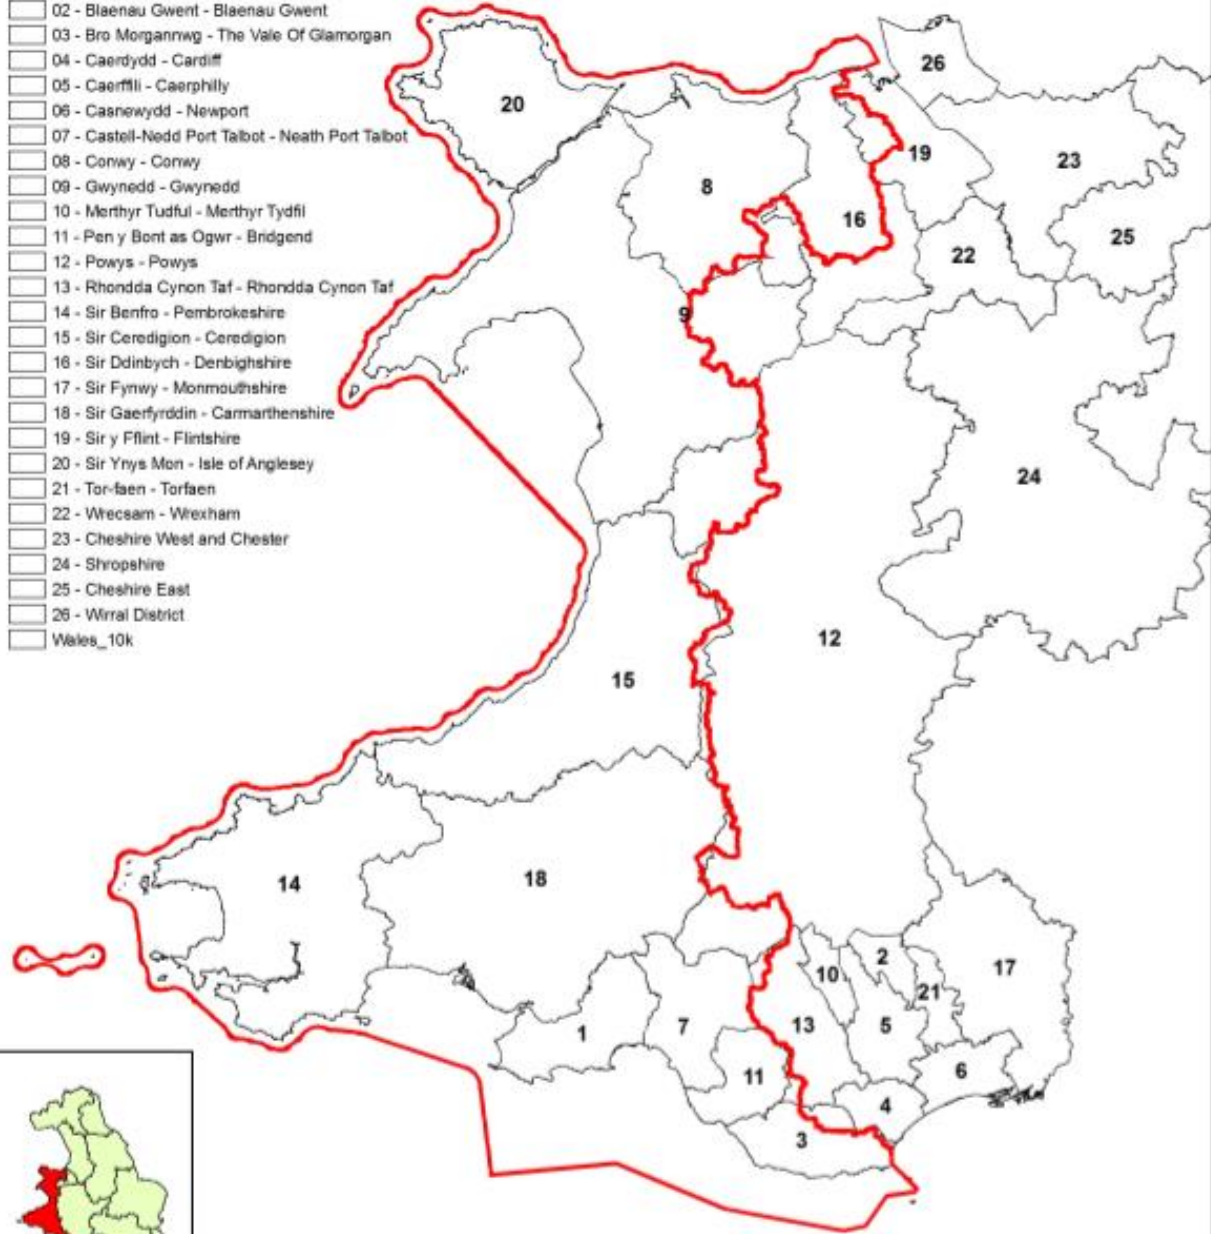 02 - Blaenau Gwent - Blaenau Gwent
03 - Bro Morgannwg - The Vale Of Glamorgan
04 - Caerdydd - Cardiff
05 - Caerffili - Caerphilly
06 - Casnewydd - Newport
07 - Castell-Nedd Port Talbot - Neath Port Talbot
08 - Conwy - Conwy
09 - Gwynedd - Gwynedd
10 - Merthyr Tudful - Merthyr Tydfil
11 - Pen y Bont as Ogwr - Bridgend
12 - Powys - Powys
13 - Rhondda Cynon Taf - Rhondda Cynon Taf
14 - Sir Benfro - Pembrokeshire
15 - Sir Ceredigion - Ceredigion
16 - Sir Ddinbych - Denbighshire
17 - Sir Fynwy - Monmouthshire
18 - Sir Gaerfyrddin - Carmarthenshire
19 - Sir y Fflint - Flintshire
20 - Sir Ynys Mon - Isle of Anglesey
21 - Tor-faen - Torfaen
22 - Wrecsam - Wrexham
23 - Cheshire West and Chester
24 - Shropshire
25 - Cheshire East
26 - Wirral District
Wales_10k
26
20
19
23
8
16
25
22
9
24
12
15
18
14
2
17
10
21
13
5
1
7
6
11
4
3